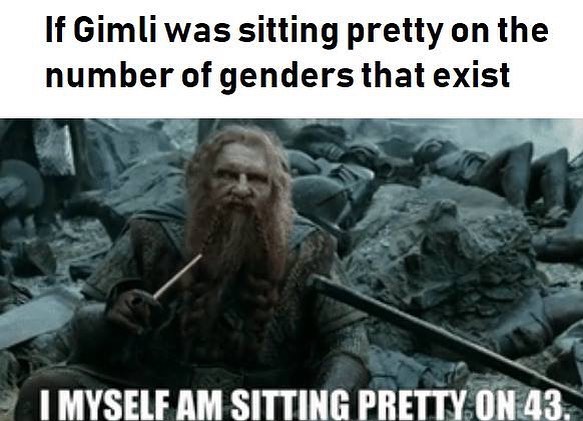 If Gimli was sitting pretty on the
number of genders that exist
I MYSELF AM SITTING PRETTY ON 43.